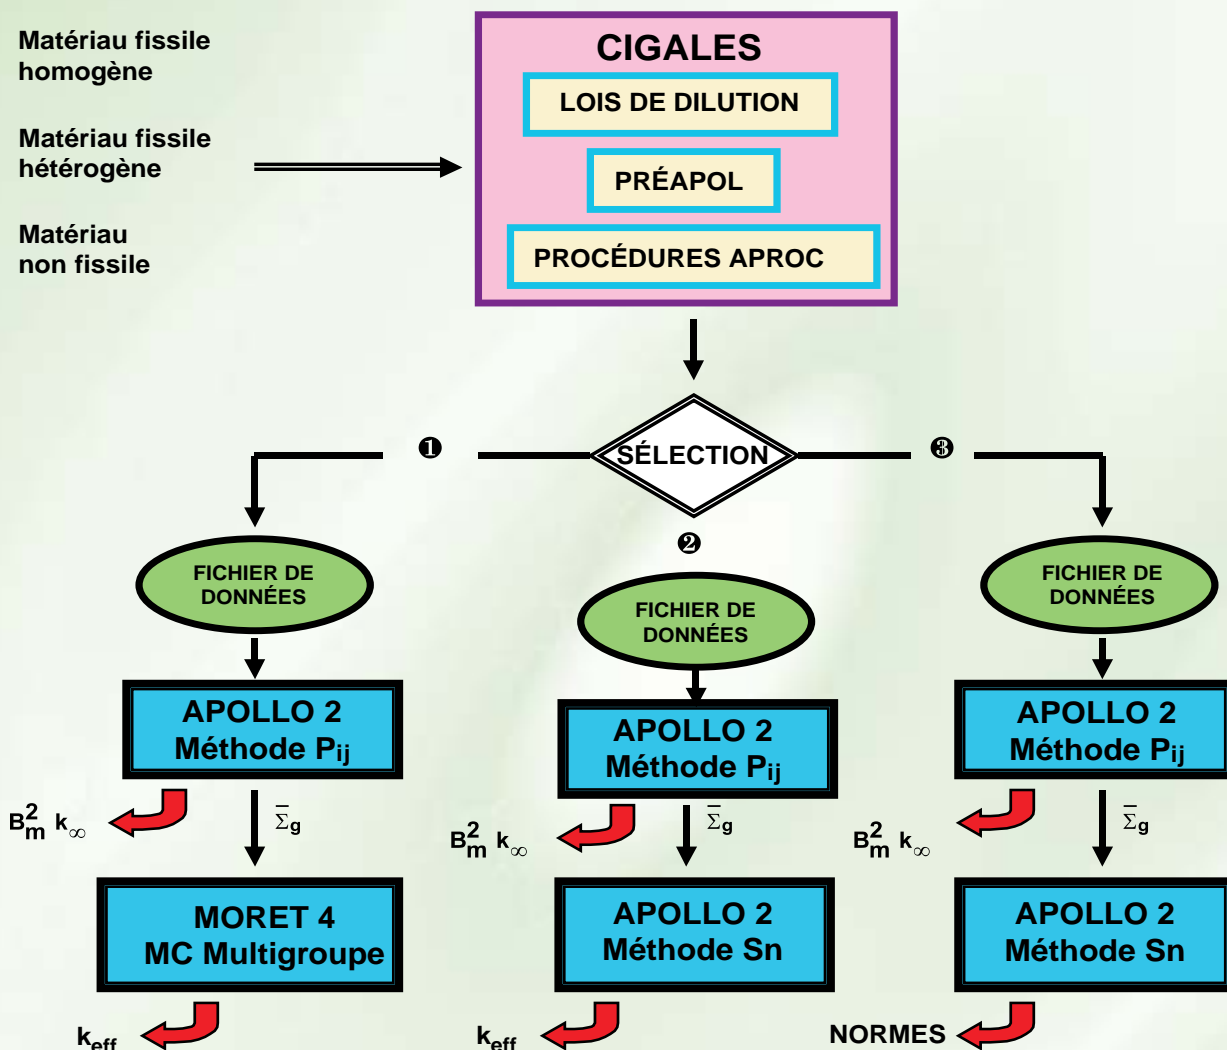 Matériau fissile
homogène
Matériau fissile
hétérogène
Matériau
non fissile
CIGALES
LOIS DE DILUTION
PRÉAPOL
PROCÉDURES APROC
SÉLECTION
❶
❷
❸
FICHIER DE
DONNÉES
APOLLO 2
Méthode Pij
B²m k∞
Σ̅g
MORET 4
MC Multigroupe
keff
FICHIER DE
DONNÉES
APOLLO 2
Méthode Pij
B²m k∞
Σ̅g
APOLLO 2
Méthode Sn
keff
FICHIER DE
DONNÉES
APOLLO 2
Méthode Pij
B²m k∞
Σ̅g
APOLLO 2
Méthode Sn
NORMES